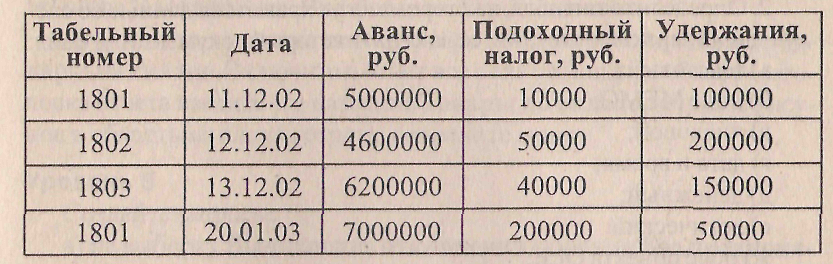 Табельный номер Дата Аванс, руб. Подоходный налог, руб. Удержания, руб.
1801 11.12.02 5000000 10000 100000
1802 12.12.02 4600000 50000 200000
1803 13.12.02 6200000 40000 150000
1801 20.01.03 7000000 200000 50000